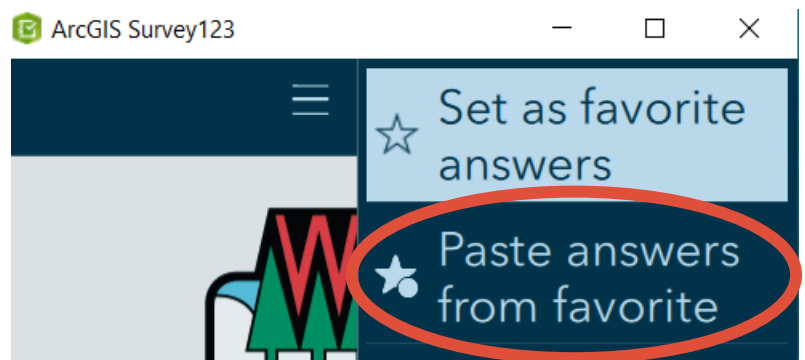 ArcGIS Survey123
Set as favorite
answers
Paste answers
from favorite
W